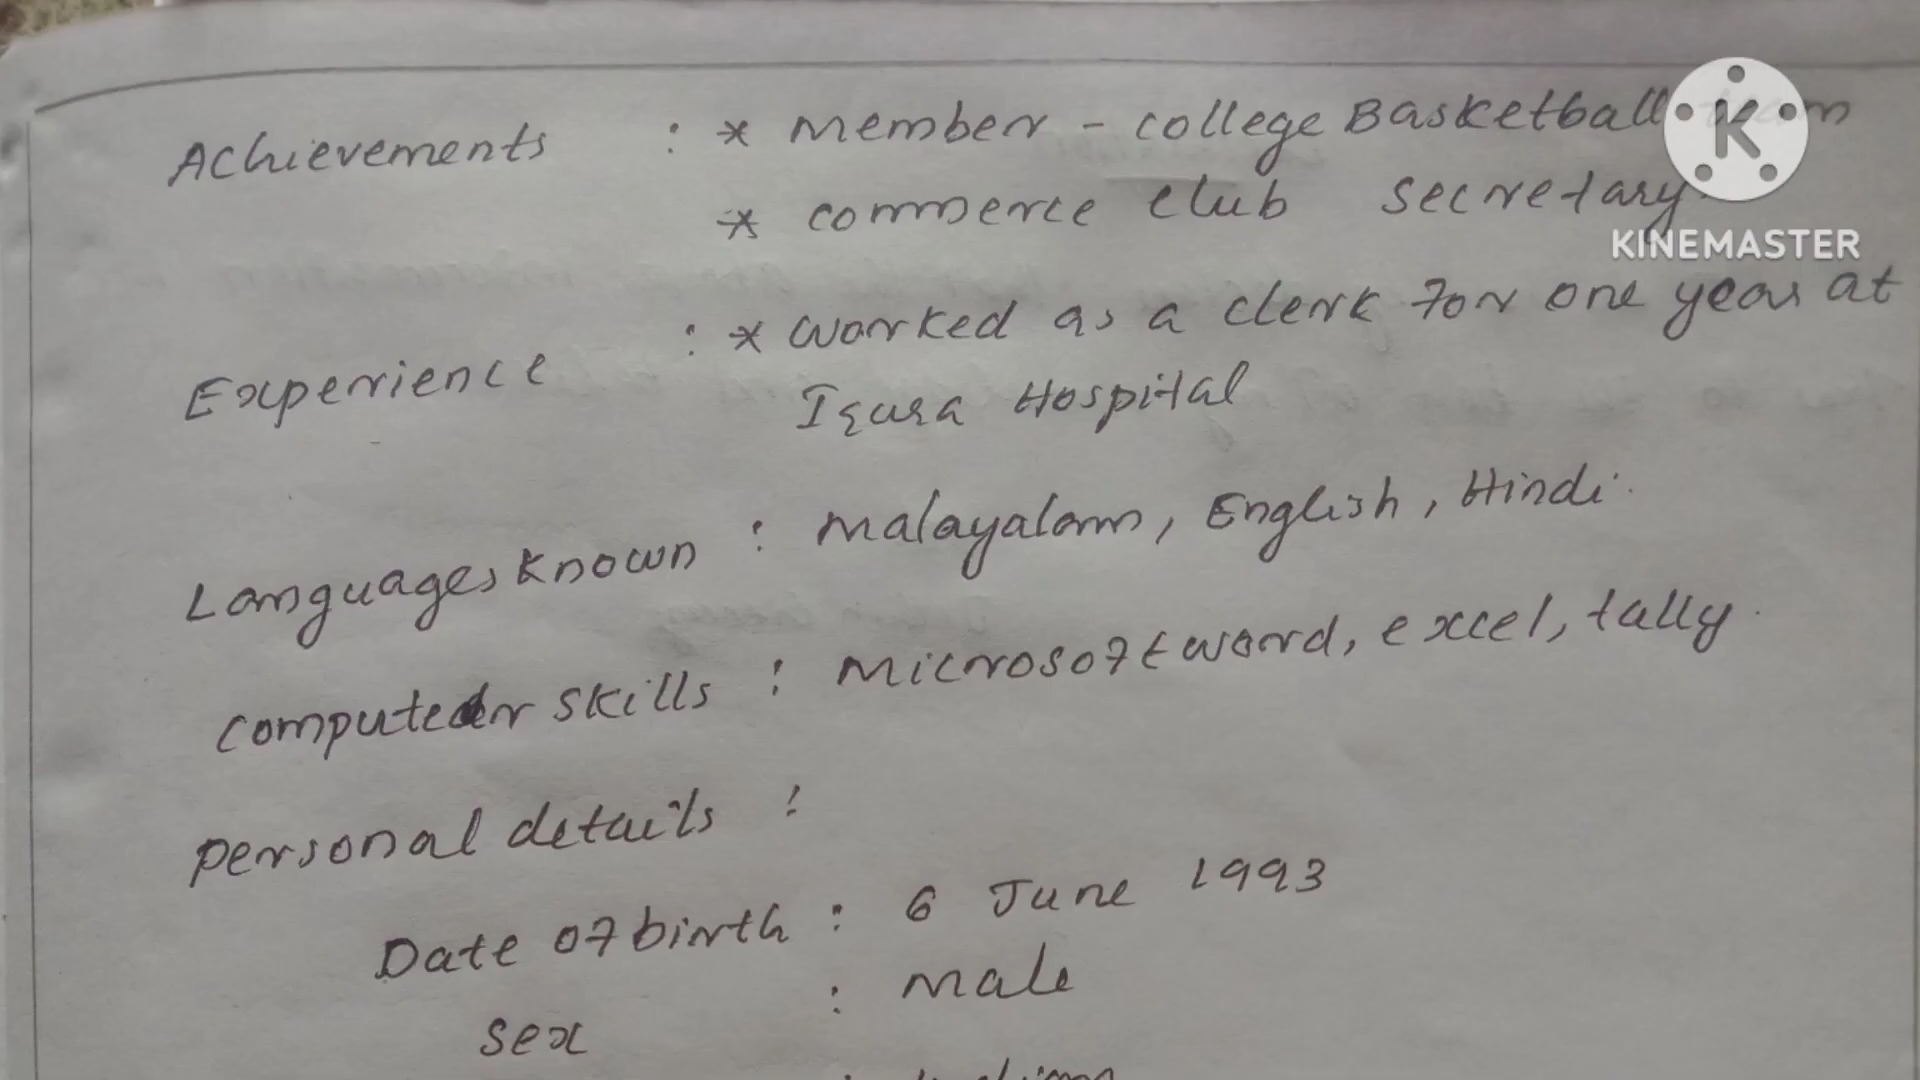 Achievements : * Member - college Basketball team
* commerce club secretary.
KINEMASTER
Experience : * worked as a clerk for one year at
Iqura Hospital
Languages Known : Malayalam, English, Hindi.
computer skills : Microsoft word, excel, tally.
personal details :
Date of birth : 6 June 1993
sex : male